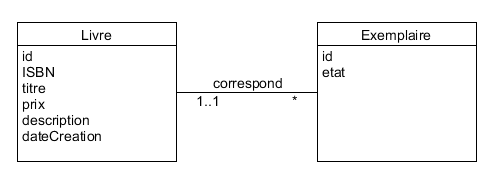 Livre
id
ISBN
titre
prix
description
dateCreation
correspond
1..1
*
Exemplaire
id
etat